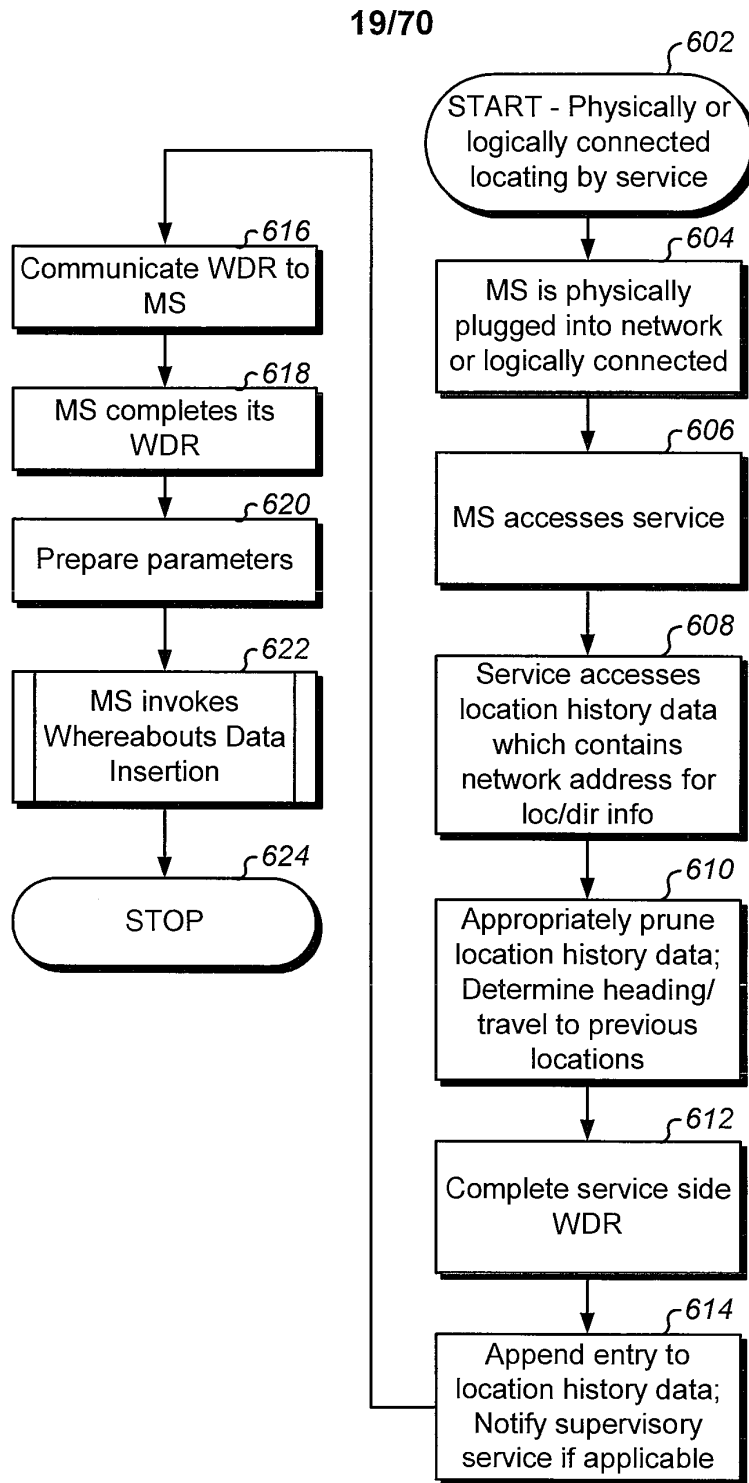 19/70
602
START - Physically or
logically connected
locating by service
604
MS is physically
plugged into network
or logically connected
606
MS accesses service
608
Service accesses
location history data
which contains
network address for
loc/dir info
610
Appropriately prune
location history data;
Determine heading/
travel to previous
locations
612
Complete service side
WDR
614
Append entry to
location history data;
Notify supervisory
service if applicable
616
Communicate WDR to
MS
618
MS completes its
WDR
620
Prepare parameters
622
MS invokes
Whereabouts Data
Insertion
624
STOP